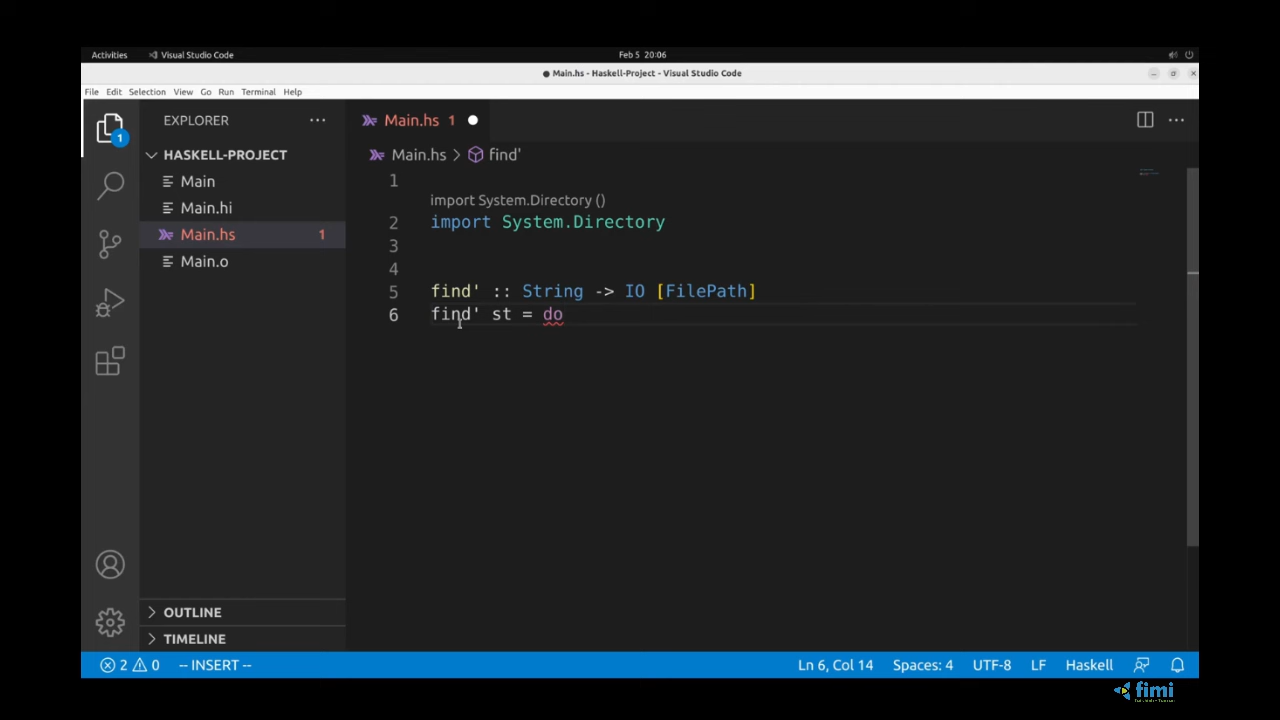 Activities
Visual Studio Code
Feb 5 20:06
● Main.hs - Haskell-Project - Visual Studio Code
File Edit Selection View Go Run Terminal Help
EXPLORER
Main.hs 1
1
HASKELL-PROJECT
Main.hs > find'
Main
Main.hi
Main.hs 1
Main.o
1
import System.Directory ()
2 import System.Directory
3
4
5 find' :: String -> IO [FilePath]
6 find' st = do
OUTLINE
TIMELINE
2 0 -- INSERT --
Ln 6, Col 14 Spaces: 4 UTF-8 LF Haskell
fimi